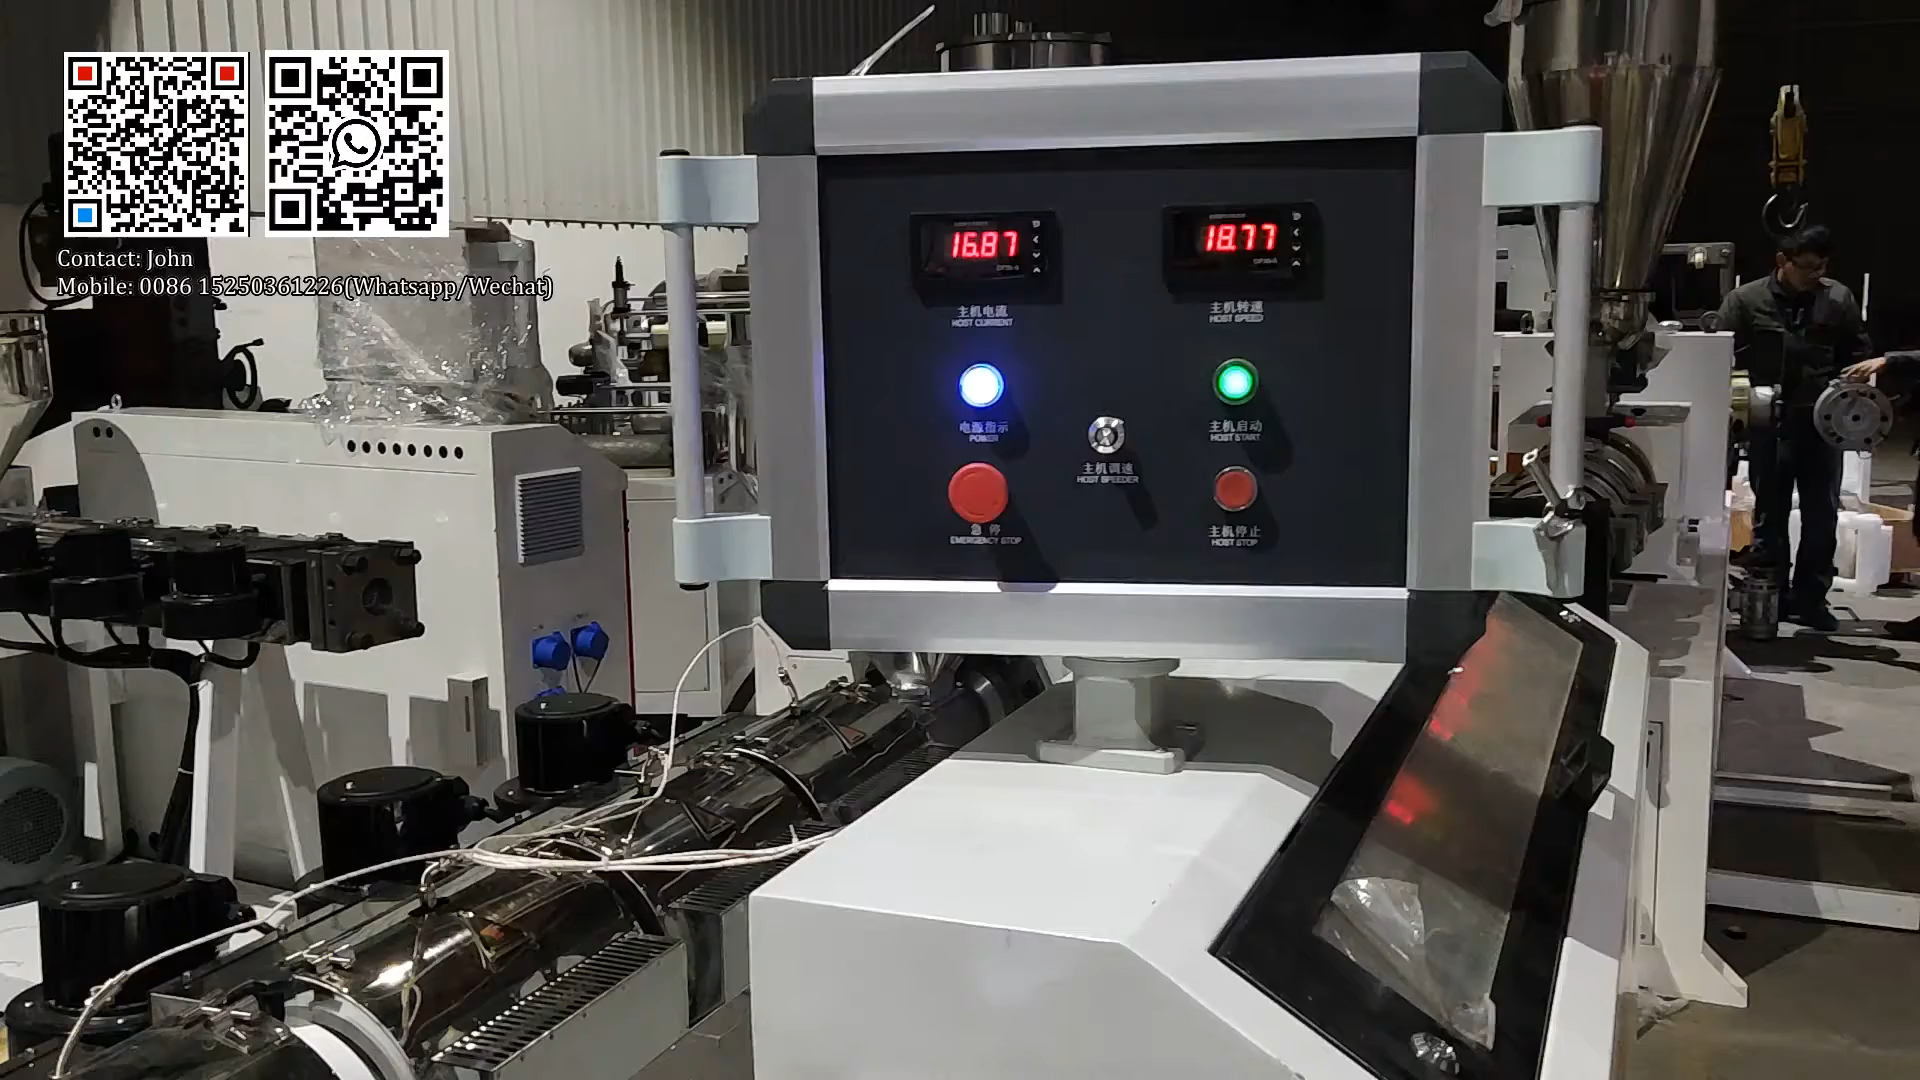 Contact: John
Mobile: 0086 15250361226(Whatsapp/Wechat)
16.87
18.77
主机电流
HOST CURRENT
主机转速
HOST SPEED
电源指示
POWER
主机启动
HOST START
主机调速
HOST SPEEDER
急 停
EMERGENCY STOP
主机停止
HOST STOP